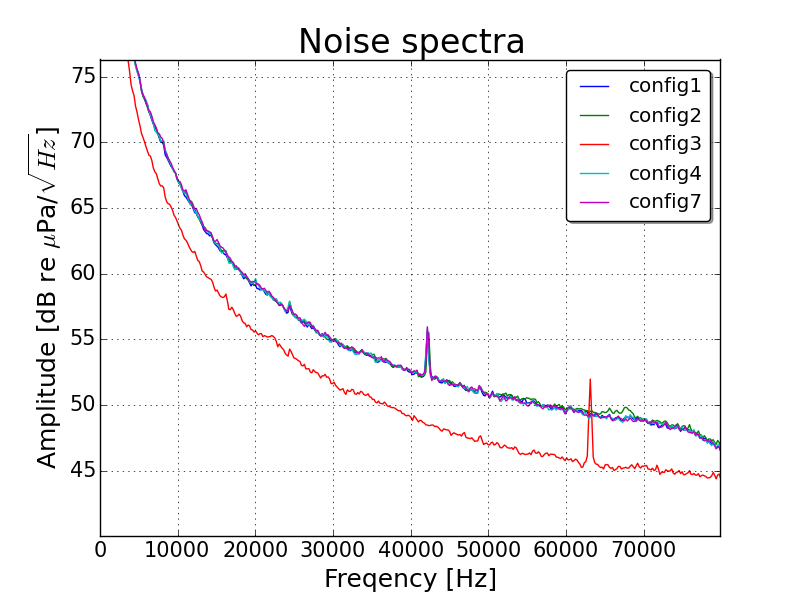 Noise spectra
Amplitude [dB re μPa/√Hz]
75
70
65
60
55
50
45
config1
config2
config3
config4
config7
0 10000 20000 30000 40000 50000 60000 70000
Freqency [Hz]